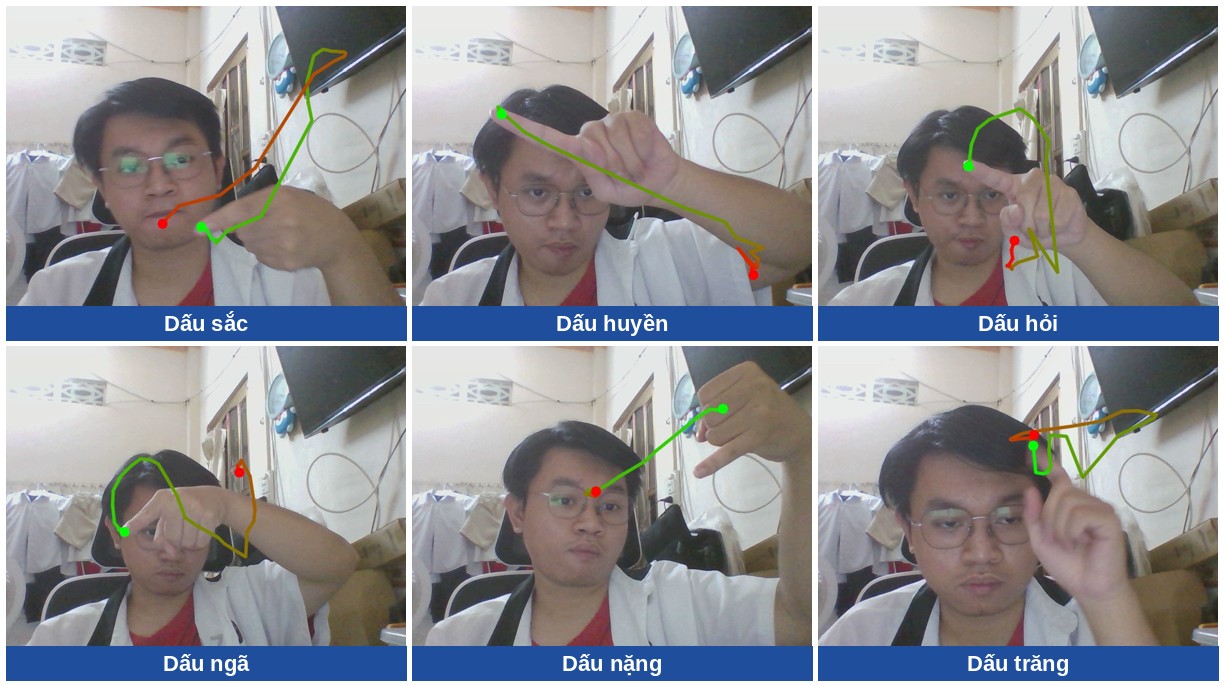 Dấu sắc
Dấu huyền
Dấu hỏi
Dấu ngã
Dấu nặng
Dấu trăng